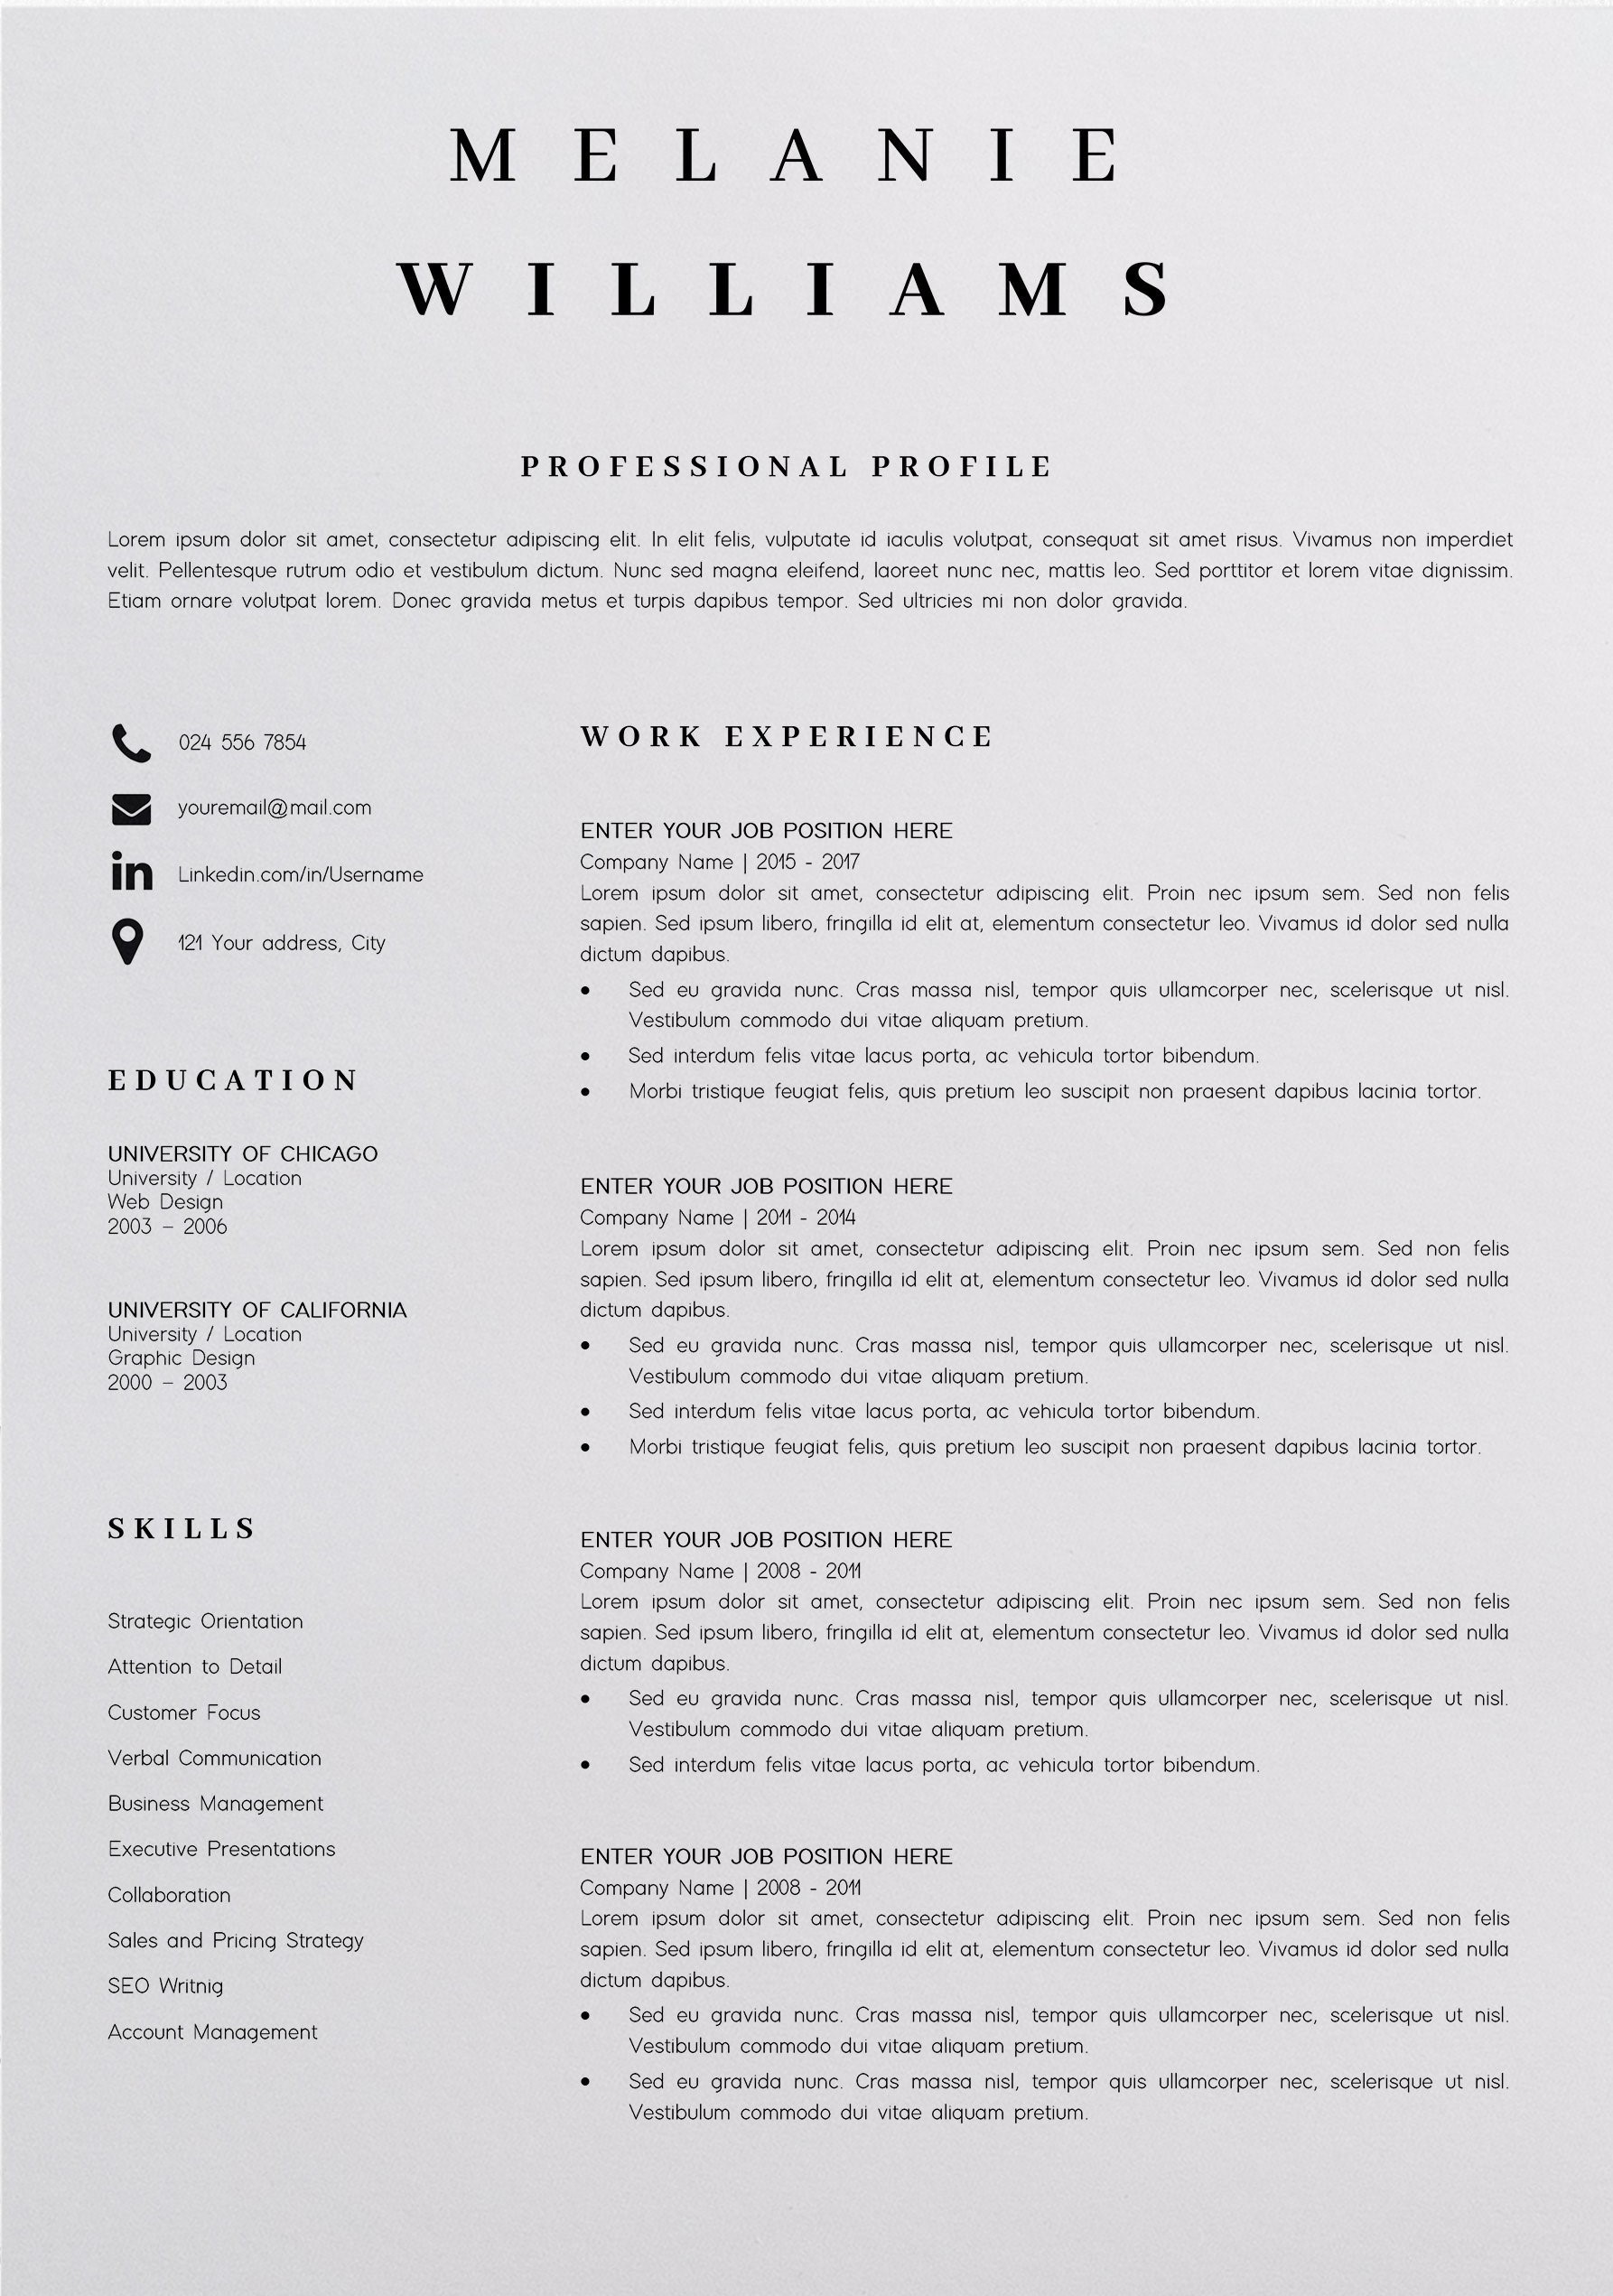 MELANIE
WILLIAMS
PROFESSIONAL PROFILE
Lorem ipsum dolor sit amet, consectetur adipiscing elit. In elit felis, vulputate id iaculis volutpat, consequat sit amet risus. Vivamus non imperdiet
velit. Pellentesque rutrum odio et vestibulum dictum. Nunc sed magna eleifend, laoreet nunc nec, mattis leo. Sed porttitor et lorem vitae dignissim.
Etiam ornare volutpat lorem. Donec gravida metus et turpis dapibus tempor. Sed ultricies mi non dolor gravida.
024 556 7854
youremail@mail.com
in Linkedin.com/in/Username
121 Your address, City
EDUCATION
UNIVERSITY OF CHICAGO
University / Location
Web Design
2003 – 2006
UNIVERSITY OF CALIFORNIA
University / Location
Graphic Design
2000 – 2003
SKILLS
Strategic Orientation
Attention to Detail
Customer Focus
Verbal Communication
Business Management
Executive Presentations
Collaboration
Sales and Pricing Strategy
SEO Writnig
Account Management
WORK EXPERIENCE
ENTER YOUR JOB POSITION HERE
Company Name | 2015 - 2017
Lorem ipsum dolor sit amet, consectetur adipiscing elit. Proin nec ipsum sem. Sed non felis
sapien. Sed ipsum libero, fringilla id elit at, elementum consectetur leo. Vivamus id dolor sed nulla
dictum dapibus.
• Sed eu gravida nunc. Cras massa nisl, tempor quis ullamcorper nec, scelerisque ut nisl.
Vestibulum commodo dui vitae aliquam pretium.
• Sed interdum felis vitae lacus porta, ac vehicula tortor bibendum.
• Morbi tristique feugiat felis, quis pretium leo suscipit non praesent dapibus lacinia tortor.
ENTER YOUR JOB POSITION HERE
Company Name | 2011 - 2014
Lorem ipsum dolor sit amet, consectetur adipiscing elit. Proin nec ipsum sem. Sed non felis
sapien. Sed ipsum libero, fringilla id elit at, elementum consectetur leo. Vivamus id dolor sed nulla
dictum dapibus.
• Sed eu gravida nunc. Cras massa nisl, tempor quis ullamcorper nec, scelerisque ut nisl.
Vestibulum commodo dui vitae aliquam pretium.
• Sed interdum felis vitae lacus porta, ac vehicula tortor bibendum.
• Morbi tristique feugiat felis, quis pretium leo suscipit non praesent dapibus lacinia tortor.
ENTER YOUR JOB POSITION HERE
Company Name | 2008 - 2011
Lorem ipsum dolor sit amet, consectetur adipiscing elit. Proin nec ipsum sem. Sed non felis
sapien. Sed ipsum libero, fringilla id elit at, elementum consectetur leo. Vivamus id dolor sed nulla
dictum dapibus.
• Sed eu gravida nunc. Cras massa nisl, tempor quis ullamcorper nec, scelerisque ut nisl.
Vestibulum commodo dui vitae aliquam pretium.
• Sed interdum felis vitae lacus porta, ac vehicula tortor bibendum.
ENTER YOUR JOB POSITION HERE
Company Name | 2008 - 2011
Lorem ipsum dolor sit amet, consectetur adipiscing elit. Proin nec ipsum sem. Sed non felis
sapien. Sed ipsum libero, fringilla id elit at, elementum consectetur leo. Vivamus id dolor sed nulla
dictum dapibus.
• Sed eu gravida nunc. Cras massa nisl, tempor quis ullamcorper nec, scelerisque ut nisl.
Vestibulum commodo dui vitae aliquam pretium.
• Sed eu gravida nunc. Cras massa nisl, tempor quis ullamcorper nec, scelerisque ut nisl.
Vestibulum commodo dui vitae aliquam pretium.